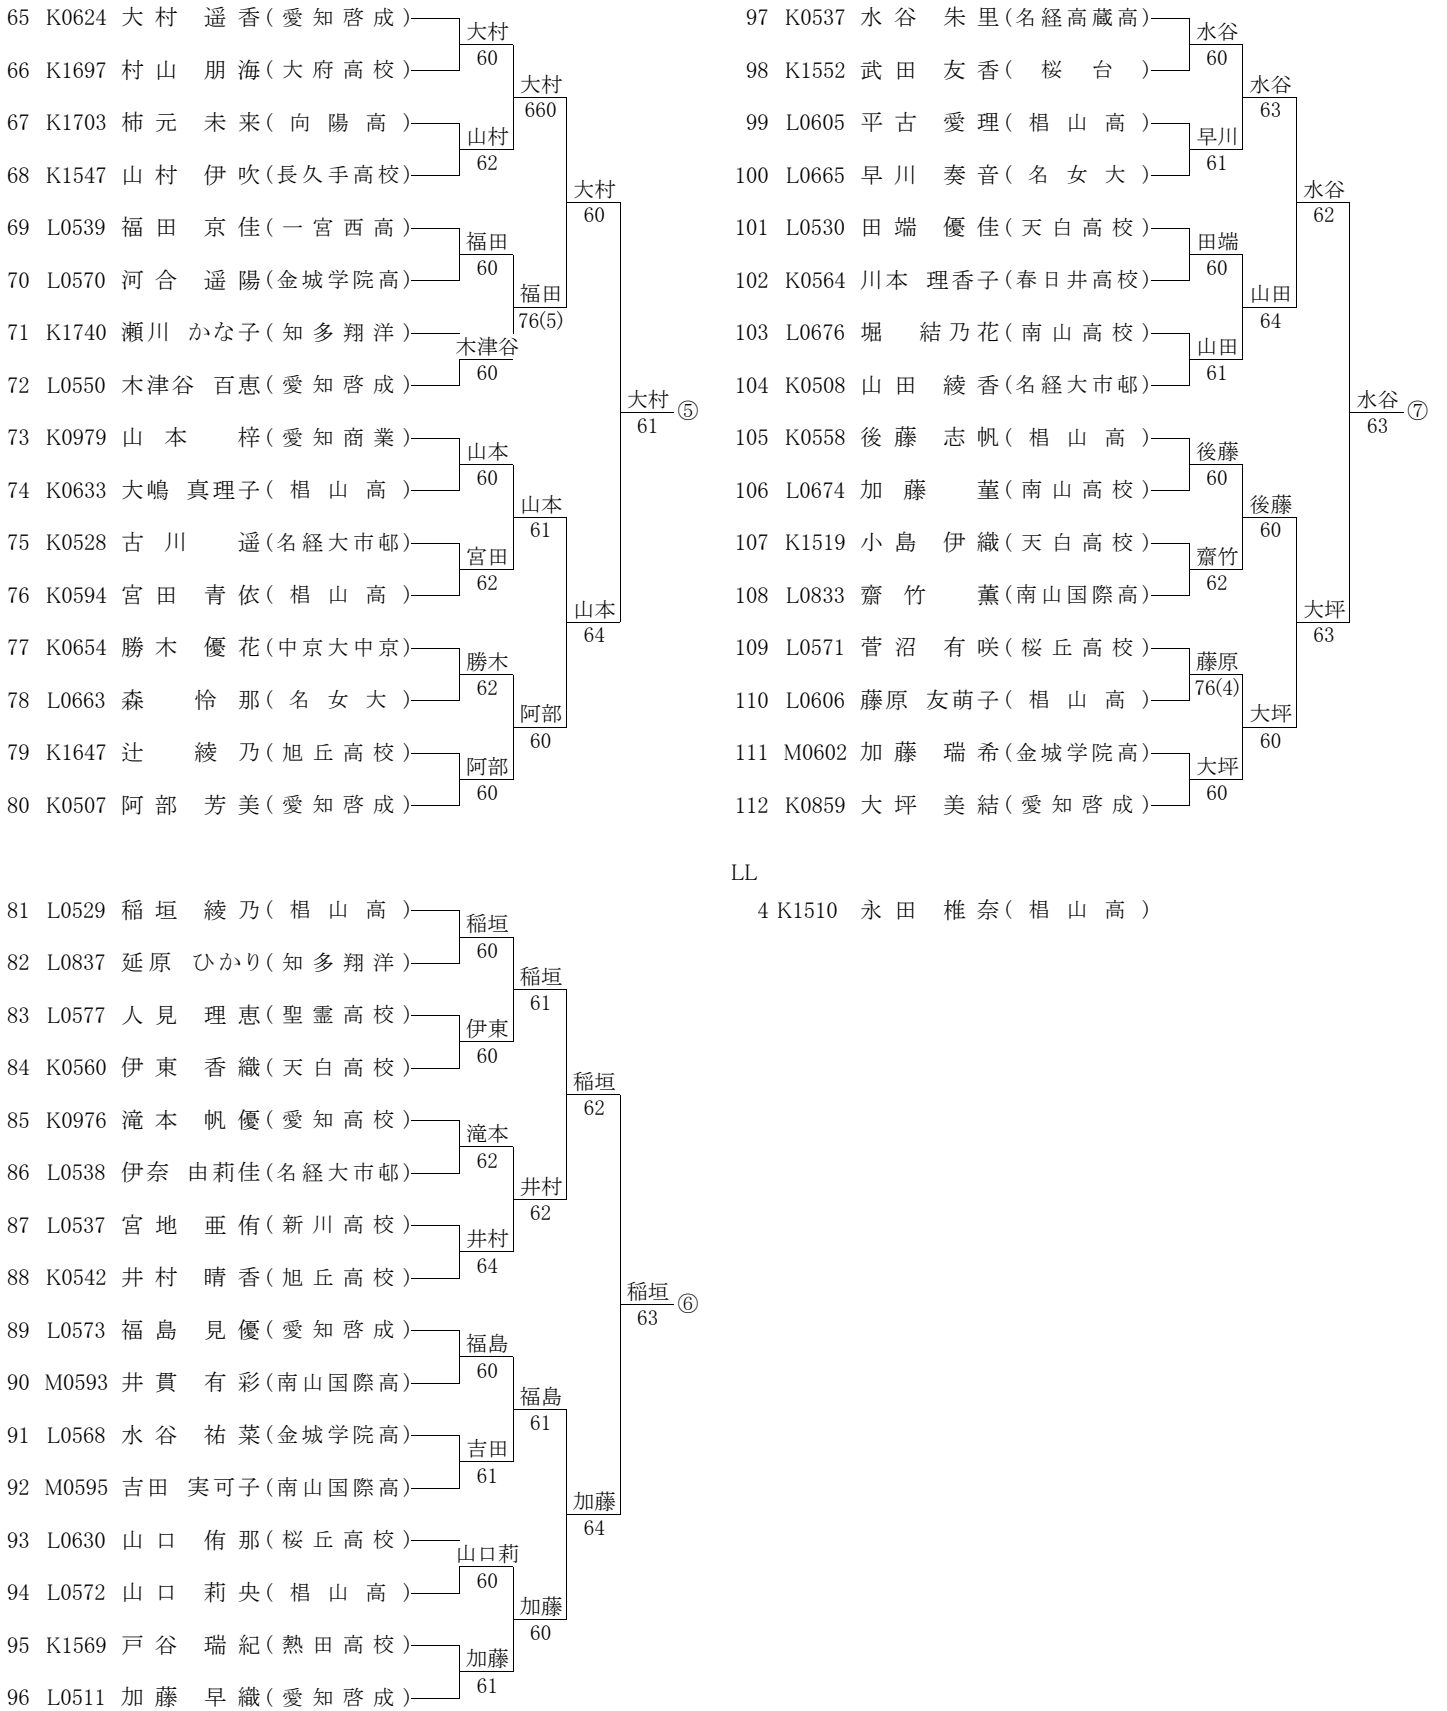 65 K0624 大村 遥香(愛知啓成)
大村
60
66 K1697 村山 朋海(大府高校)
大村
660
67 K1703 柿元 未来(向陽高)
山村
62
68 K1547 山村 伊吹(長久手高校)
大村
60
69 L0539 福田 京佳(一宮西高)
福田
60
70 L0570 河合 遥陽(金城学院高)
福田
76(5)
71 K1740 瀬川 かな子(知多翔洋)
木津谷
60
72 L0550 木津谷 百恵(愛知啓成)
大村 ⑤
61
73 K0979 山本 梓(愛知商業)
山本
60
74 K0633 大嶋 真理子(椙山高)
山本
61
75 K0528 古川 遥(名経大市邨)
宮田
62
76 K0594 宮田 青依(椙山高)
山本
64
77 K0654 勝木 優花(中京大中京)
勝木
62
78 L0663 森 怜那(名女大)
阿部
60
79 K1647 辻 綾乃(旭丘高校)
阿部
60
80 K0507 阿部 芳美(愛知啓成)
81 L0529 稲垣 綾乃(椙山高)
稲垣
60
82 L0837 延原 ひかり(知多翔洋)
稲垣
61
83 L0577 人見 理恵(聖霊高校)
伊東
60
84 K0560 伊東 香織(天白高校)
稲垣
62
85 K0976 滝本 帆優(愛知高校)
滝本
62
86 L0538 伊奈 由莉佳(名経大市邨)
井村
62
87 L0537 宮地 亜侑(新川高校)
井村
64
88 K0542 井村 晴香(旭丘高校)
稲垣 ⑥
63
89 L0573 福島 見優(愛知啓成)
福島
60
90 M0593 井貫 有彩(南山国際高)
福島
61
91 L0568 水谷 祐菜(金城学院高)
吉田
61
92 M0595 吉田 実可子(南山国際高)
加藤
64
93 L0630 山口 侑那(桜丘高校)
山口莉
60
94 L0572 山口 莉央(椙山高)
加藤
60
95 K1569 戸谷 瑞紀(熱田高校)
加藤
61
96 L0511 加藤 早織(愛知啓成)
97 K0537 水谷 朱里(名経高蔵高)
水谷
60
98 K1552 武田 友香(桜台)
水谷
63
99 L0605 平古 愛理(椙山高)
早川
61
100 L0665 早川 奏音(名女大)
水谷
62
101 L0530 田端 優佳(天白高校)
田端
60
102 K0564 川本 理香子(春日井高校)
山田
64
103 L0676 堀 結乃花(南山高校)
山田
61
104 K0508 山田 綾香(名経大市邨)
水谷 ⑦
63
105 K0558 後藤 志帆(椙山高)
後藤
60
106 L0674 加藤 菫(南山高校)
後藤
60
107 K1519 小島 伊織(天白高校)
齋竹
62
108 L0833 齋竹 薫(南山国際高)
大坪
63
109 L0571 菅沼 有咲(桜丘高校)
藤原
76(4)
110 L0606 藤原 友萌子(椙山高)
大坪
60
111 M0602 加藤 瑞希(金城学院高)
大坪
60
112 K0859 大坪 美結(愛知啓成)
LL
4 K1510 永田 椎奈(椙山高)